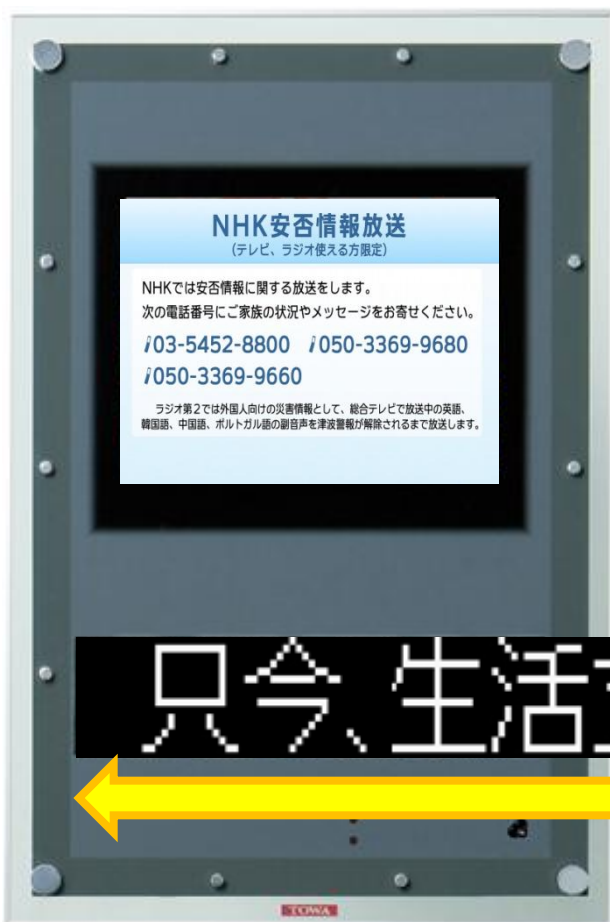 NHK安否情報放送
(テレビ、ラジオ使える方限定)
NHKでは安否情報に関する放送をします。
次の電話番号にご家族の状況やメッセージをお寄せください。
03-5452-8800 050-3369-9680
050-3369-9660
ラジオ第2では外国人向けの災害情報として、総合テレビで放送中の英語、
韓国語、中国語、ポルトガル語の副音声を津波警報が解除されるまで放送します。
只今、生活
TOWA